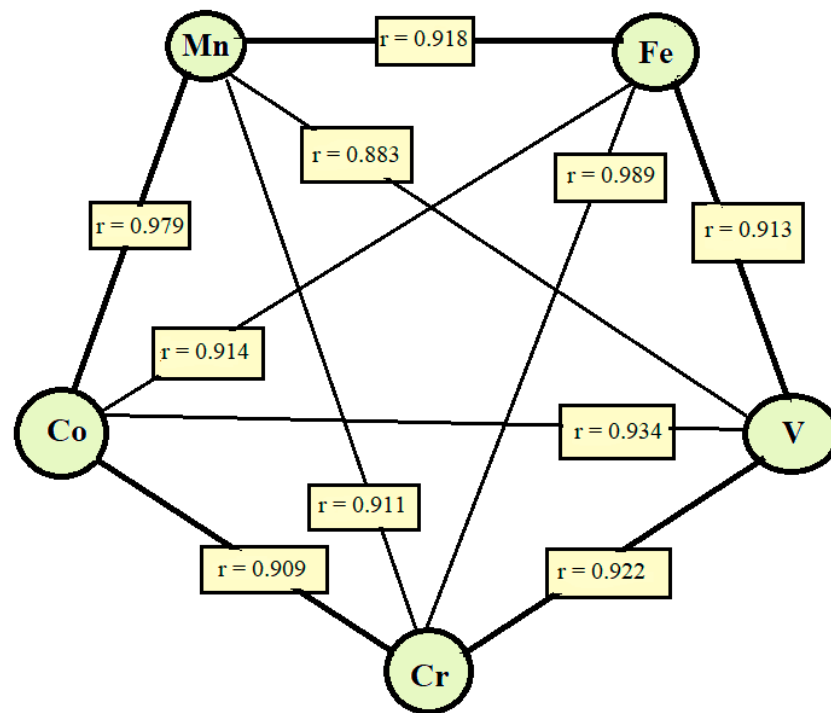 Mn
r = 0.918
Fe
r = 0.883
r = 0.989
r = 0.979
r = 0.913
r = 0.914
Co
r = 0.934
V
r = 0.911
r = 0.909
r = 0.922
Cr